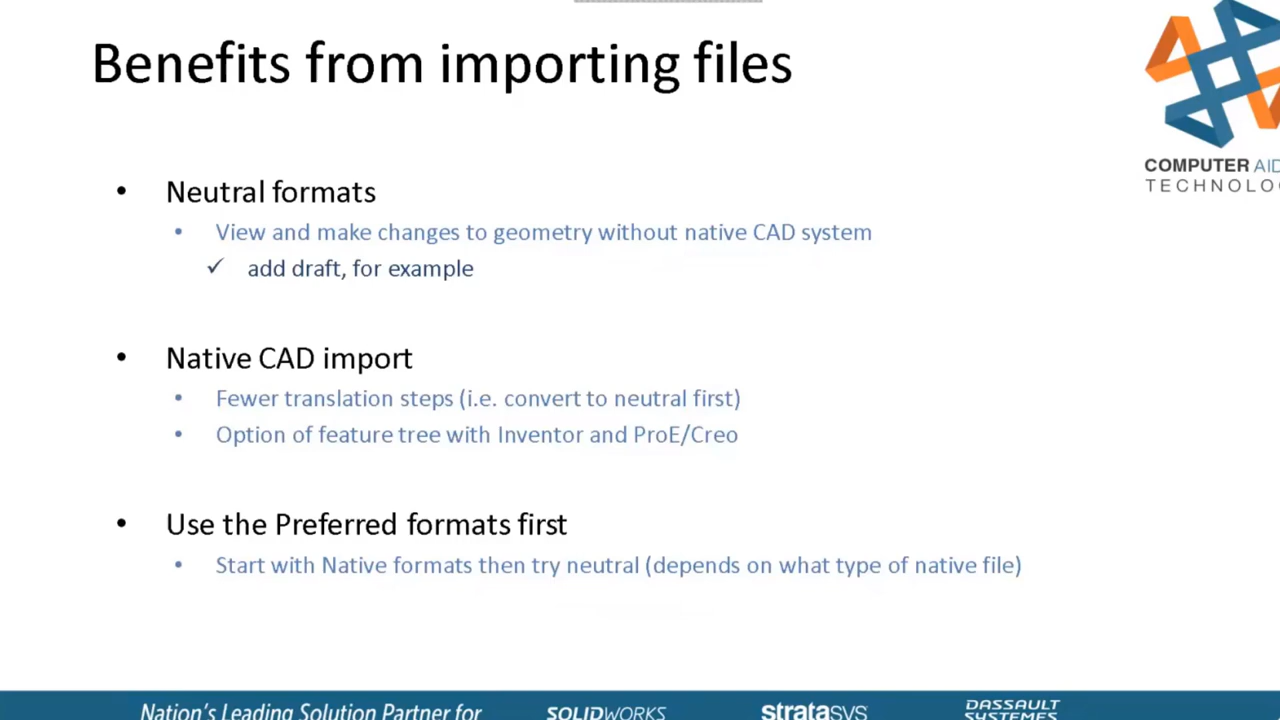 Benefits from importing files
COMPUTER AID
TECHNOLO
• Neutral formats
• View and make changes to geometry without native CAD system
✓ add draft, for example
• Native CAD import
• Fewer translation steps (i.e. convert to neutral first)
• Option of feature tree with Inventor and ProE/Creo
• Use the Preferred formats first
• Start with Native formats then try neutral (depends on what type of native file)
Nation's Leading Solution Partner for SOLIDWORKS stratasys DASSAULT
SYSTEMES